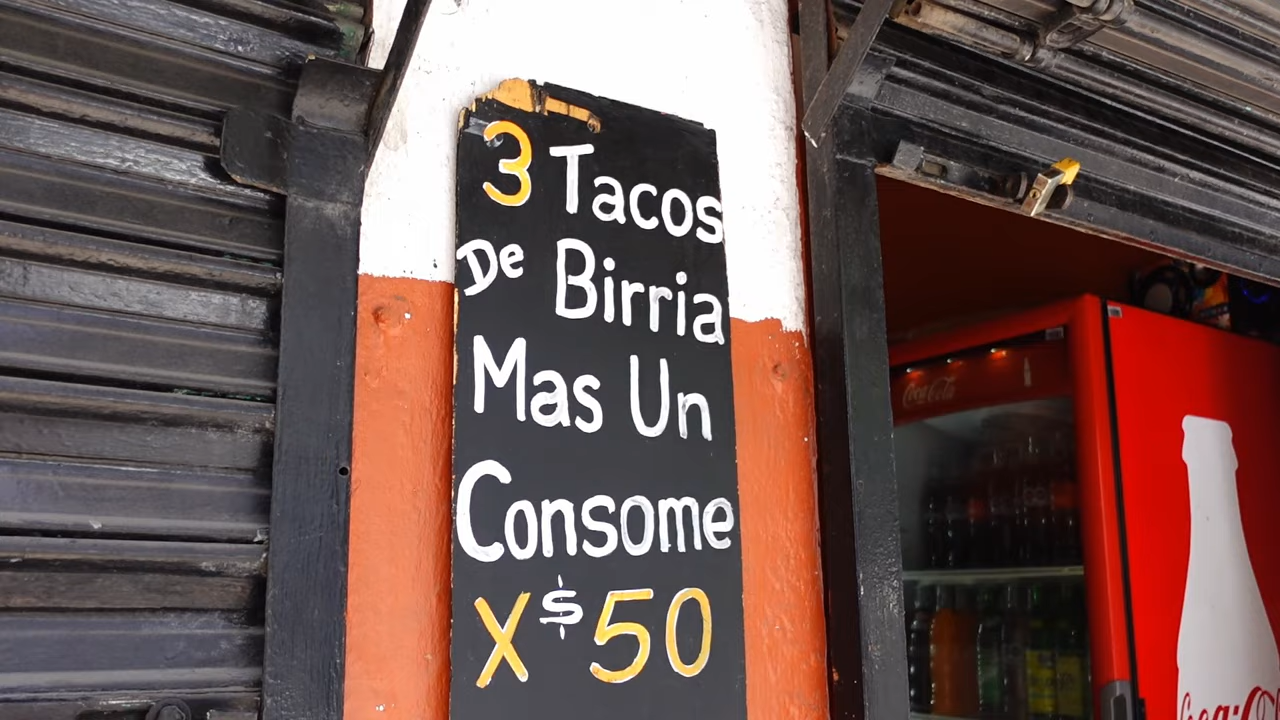 3 Tacos
De Birria
Mas Un
Consome
X $50
Coca-Cola